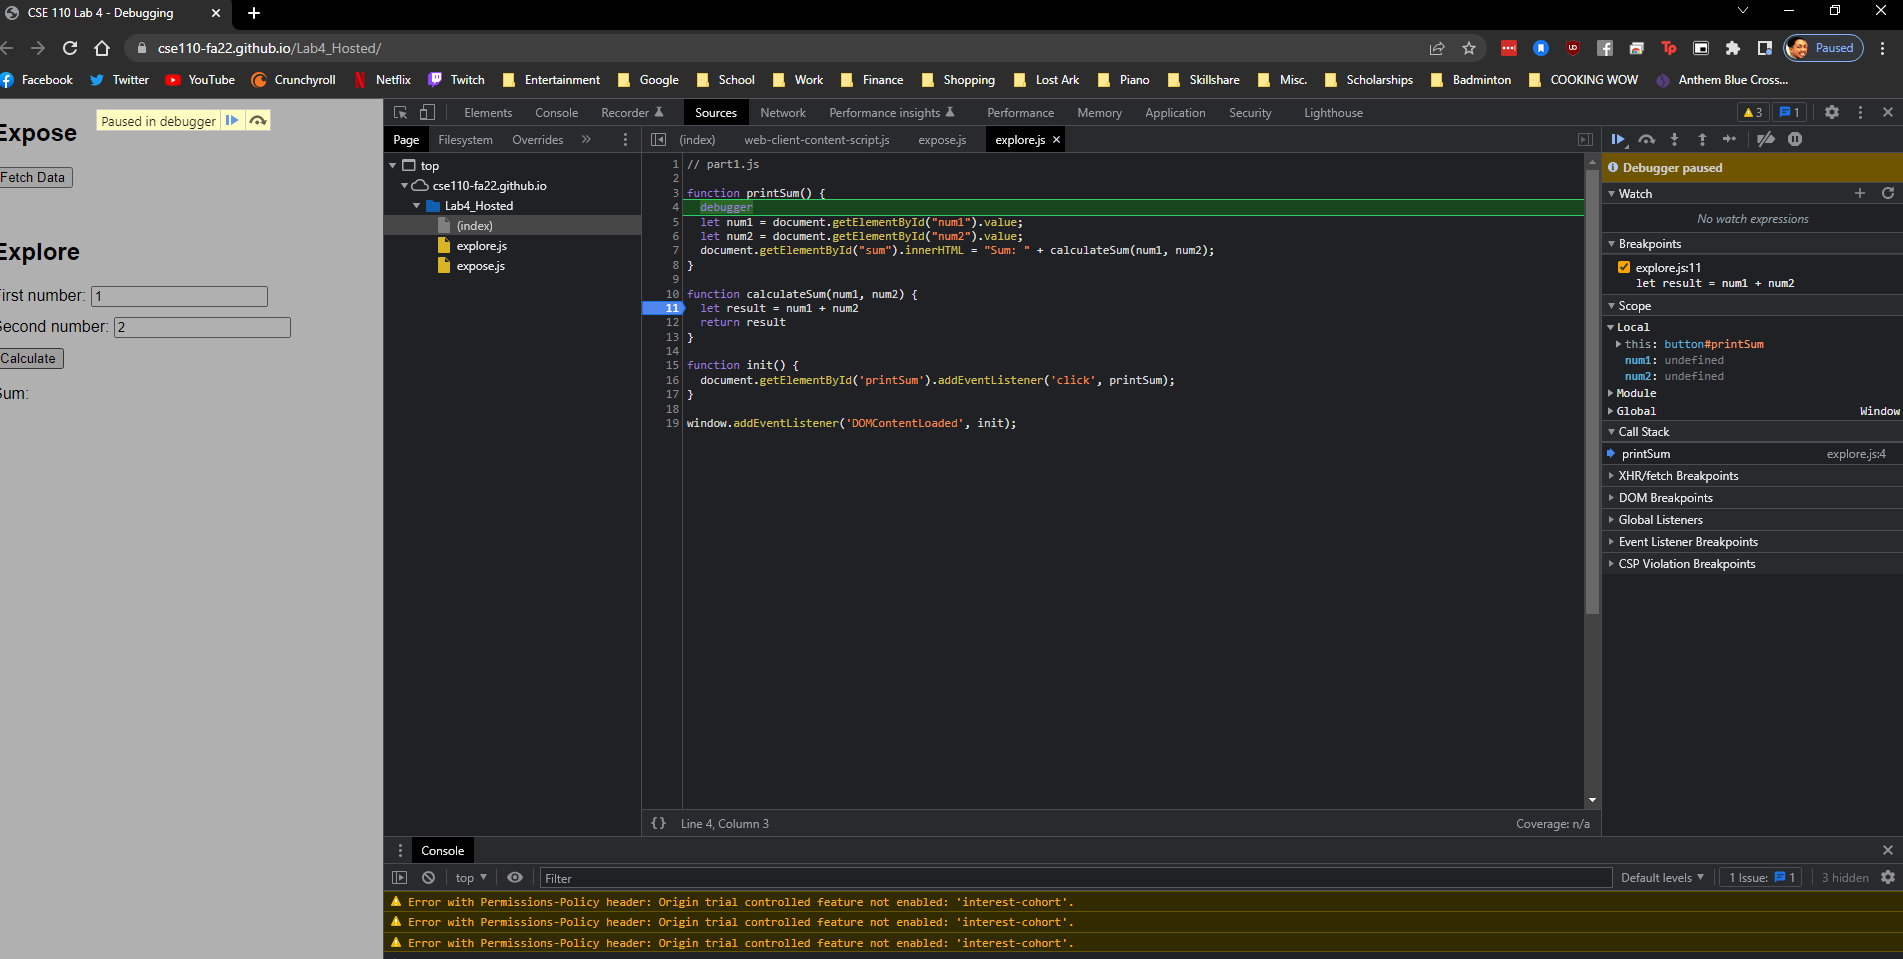 CSE 110 Lab 4 - Debugging
cse110-fa22.github.io/Lab4_Hosted/
Paused
Facebook Twitter YouTube Crunchyroll Netflix Twitch Entertainment Google School Work Finance Shopping Lost Ark Piano Skillshare Misc. Scholarships Badminton COOKING WOW Anthem Blue Cross...
Expose
Paused in debugger
Fetch Data
Explore
First number: 1
Second number: 2
Calculate
Sum:
Elements Console Recorder Sources Network Performance insights Performance Memory Application Security Lighthouse 3 1
Page Filesystem Overrides »
top
cse110-fa22.github.io
Lab4_Hosted
(index)
explore.js
expose.js
(index) web-client-content-script.js expose.js explore.js ×
1 // part1.js
2
3 function printSum() {
4 debugger
5 let num1 = document.getElementById("num1").value;
6 let num2 = document.getElementById("num2").value;
7 document.getElementById("sum").innerHTML = "Sum: " + calculateSum(num1, num2);
8 }
9
10 function calculateSum(num1, num2) {
11 let result = num1 + num2
12 return result
13 }
14
15 function init() {
16 document.getElementById('printSum').addEventListener('click', printSum);
17 }
18
19 window.addEventListener('DOMContentLoaded', init);
{} Line 4, Column 3 Coverage: n/a
Debugger paused
Watch
No watch expressions
Breakpoints
explore.js:11
let result = num1 + num2
Scope
Local
this: button#printSum
num1: undefined
num2: undefined
Module
Global Window
Call Stack
printSum explore.js:4
XHR/fetch Breakpoints
DOM Breakpoints
Global Listeners
Event Listener Breakpoints
CSP Violation Breakpoints
Console
top Filter Default levels 1 Issue: 1 3 hidden
Error with Permissions-Policy header: Origin trial controlled feature not enabled: 'interest-cohort'.
Error with Permissions-Policy header: Origin trial controlled feature not enabled: 'interest-cohort'.
Error with Permissions-Policy header: Origin trial controlled feature not enabled: 'interest-cohort'.